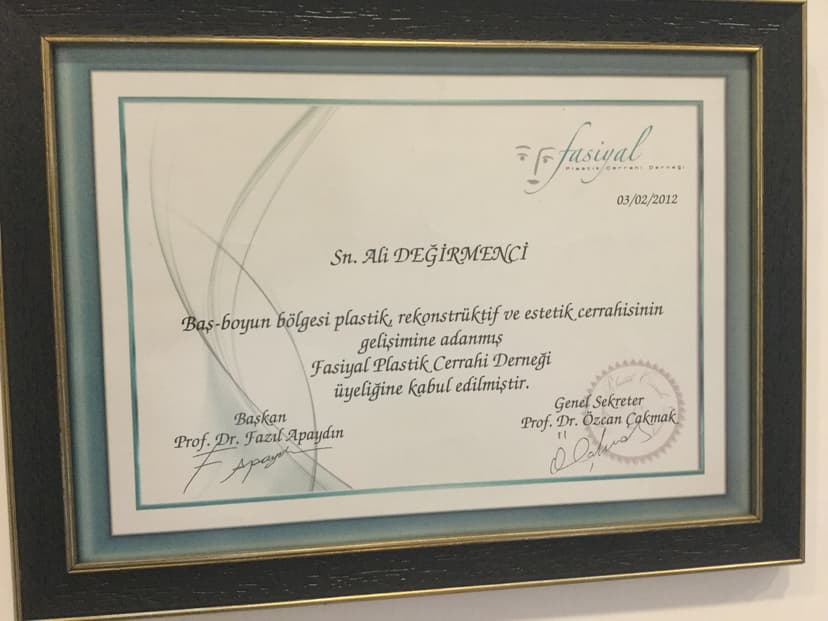 fasiyal
Plastik Cerrahi Derneği
03/02/2012
Sn. Ali DEĞİRMENCİ
Baş-boyun bölgesi plastik, rekonstrüktif ve estetik cerrahisinin
gelişimine adanmış
Fasiyal Plastik Cerrahi Derneği
üyeliğine kabul edilmiştir.
Başkan
Prof. Dr. Fazıl Apaydın
F Apaydın
Genel Sekreter
Prof. Dr. Özcan Çakmak